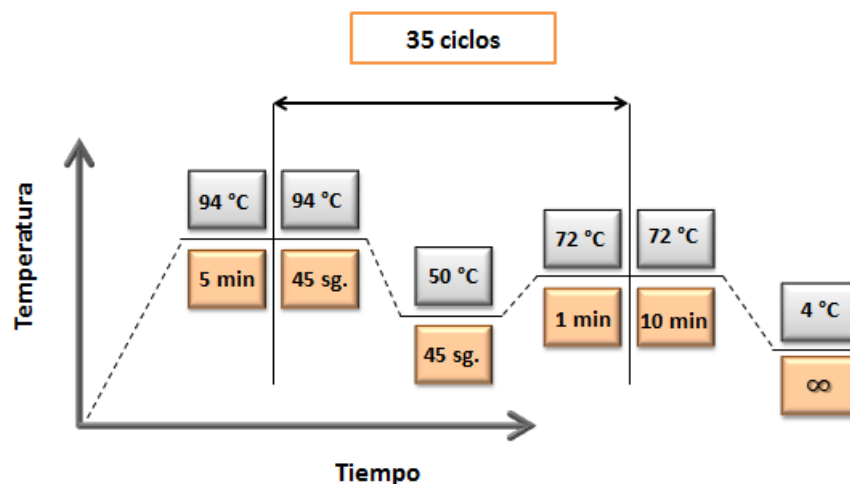 35 ciclos
Temperatura
94 °C
94 °C
5 min
45 sg.
50 °C
45 sg.
72 °C
72 °C
1 min
10 min
4 °C
∞
Tiempo